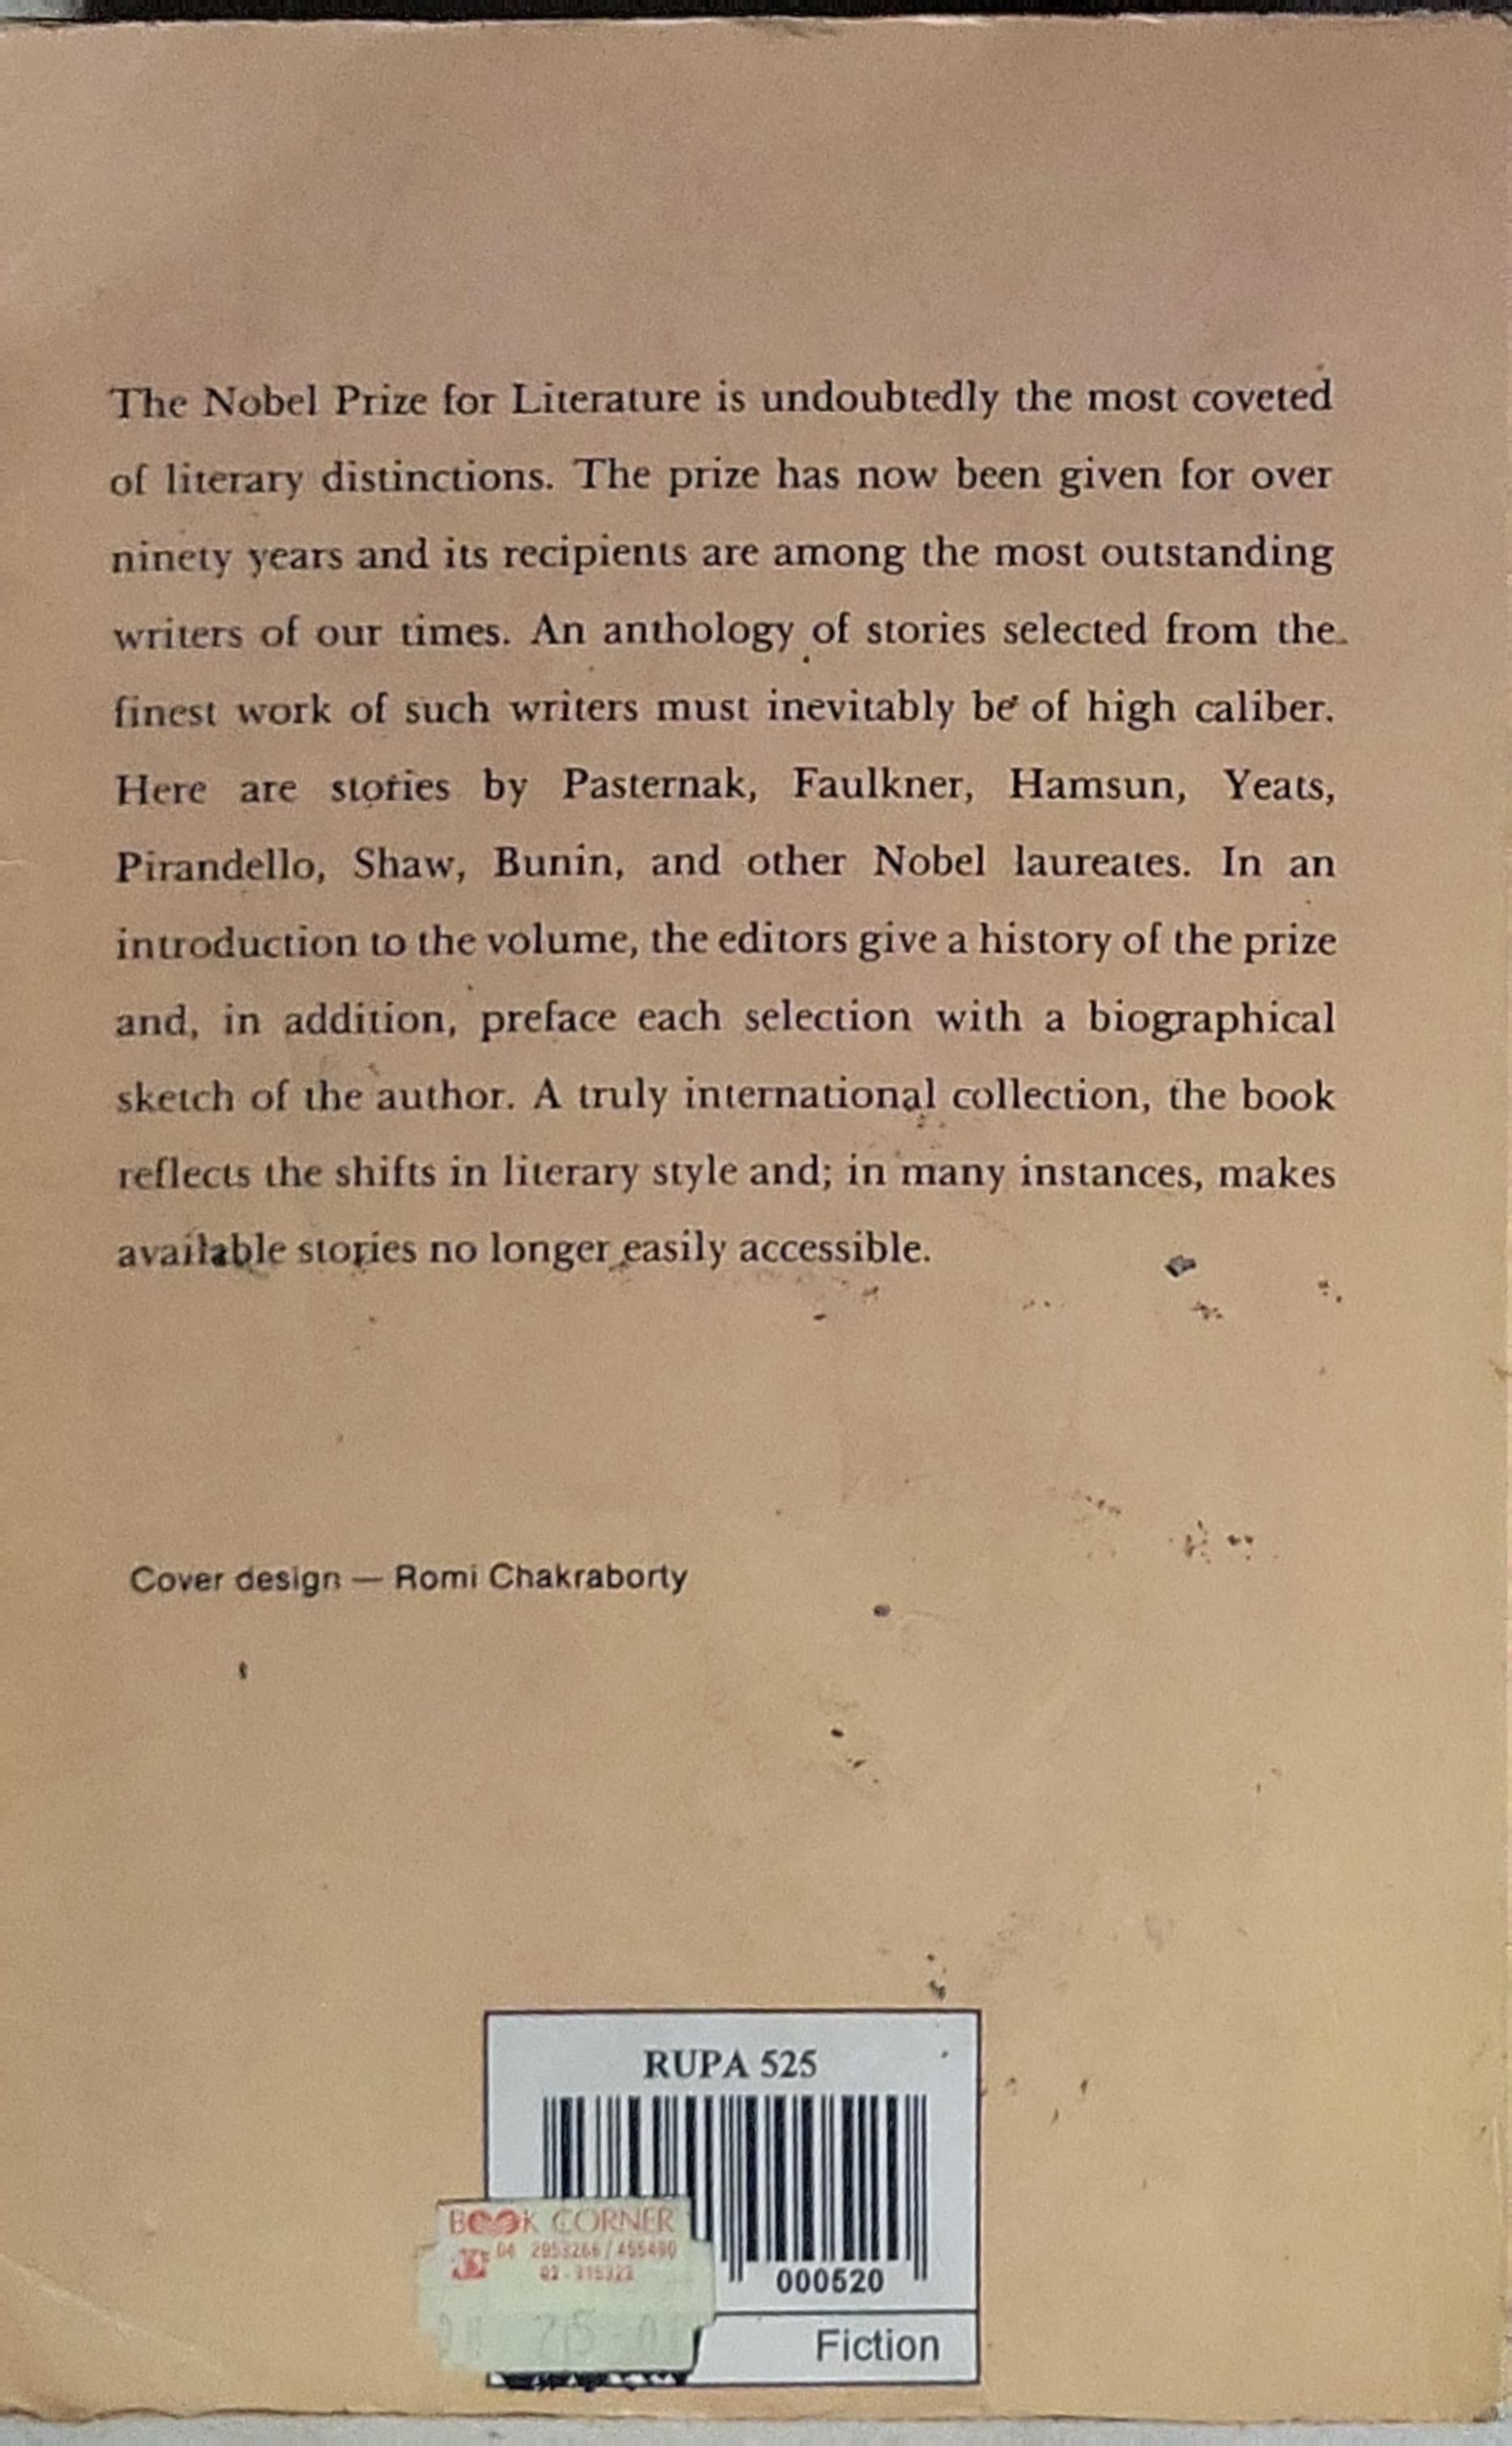 The Nobel Prize for Literature is undoubtedly the most coveted
of literary distinctions. The prize has now been given for over
ninety years and its recipients are among the most outstanding
writers of our times. An anthology of stories selected from the
finest work of such writers must inevitably be of high caliber.
Here are stories by Pasternak, Faulkner, Hamsun, Yeats,
Pirandello, Shaw, Bunin, and other Nobel laureates. In an
introduction to the volume, the editors give a history of the prize
and, in addition, preface each selection with a biographical
sketch of the author. A truly international collection, the book
reflects the shifts in literary style and; in many instances, makes
available stories no longer easily accessible.
Cover design — Romi Chakraborty
RUPA 525
BOOK CORNER
04 2953266 / 455490
000520
Fiction